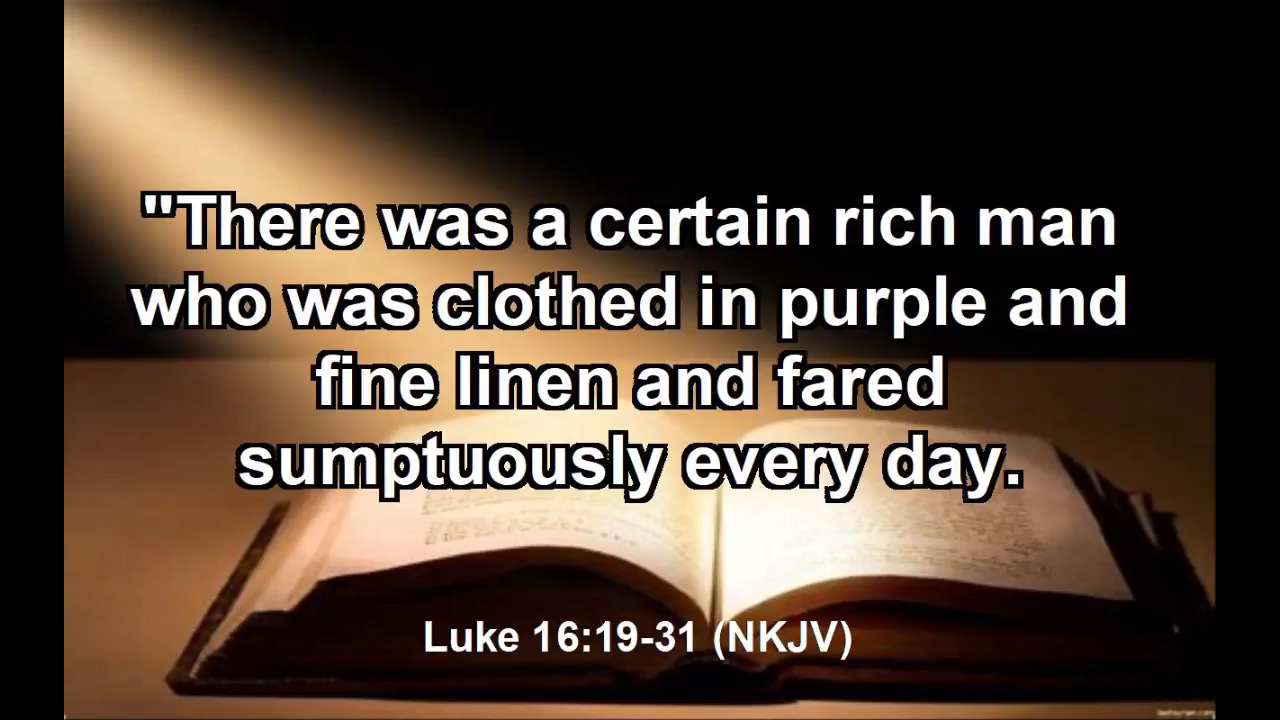 "There was a certain rich man
who was clothed in purple and
fine linen and fared
sumptuously every day.
Luke 16:19-31 (NKJV)